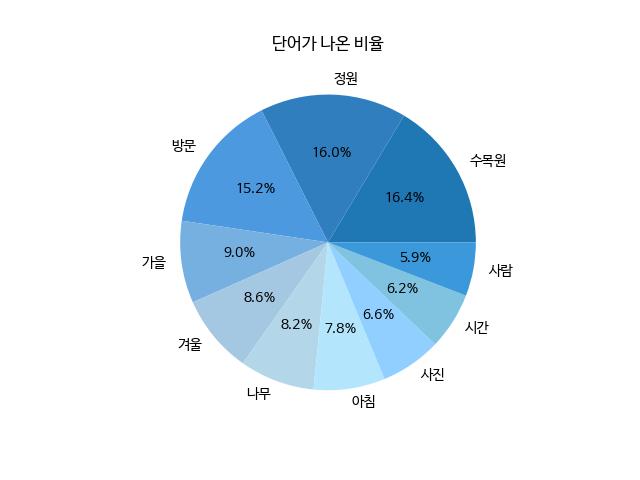 단어가 나온 비율
정원
16.0%
수목원
16.4%
방문
15.2%
가을
9.0%
겨울
8.6%
나무
8.2%
아침
7.8%
사진
6.6%
시간
6.2%
사람
5.9%